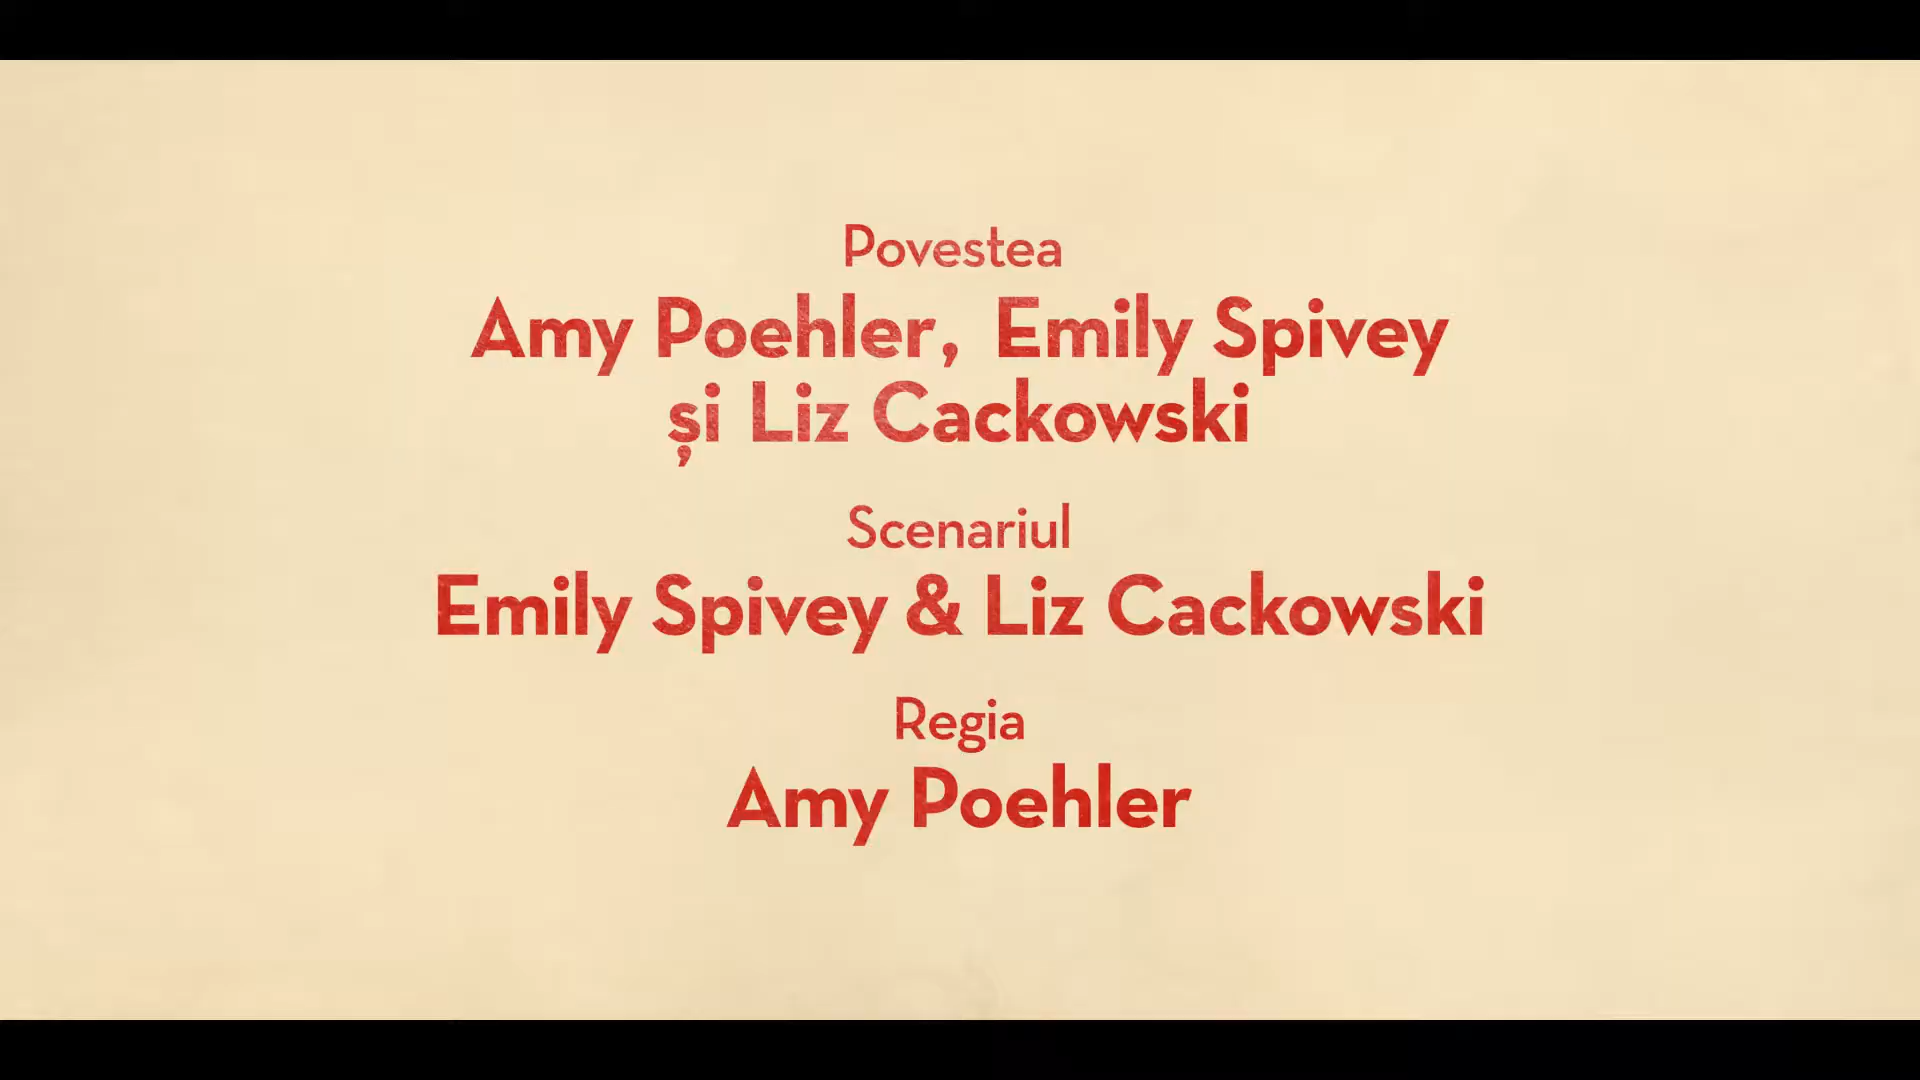 Povestea
Amy Poehler, Emily Spivey
și Liz Cackowski
Scenariul
Emily Spivey & Liz Cackowski
Regia
Amy Poehler